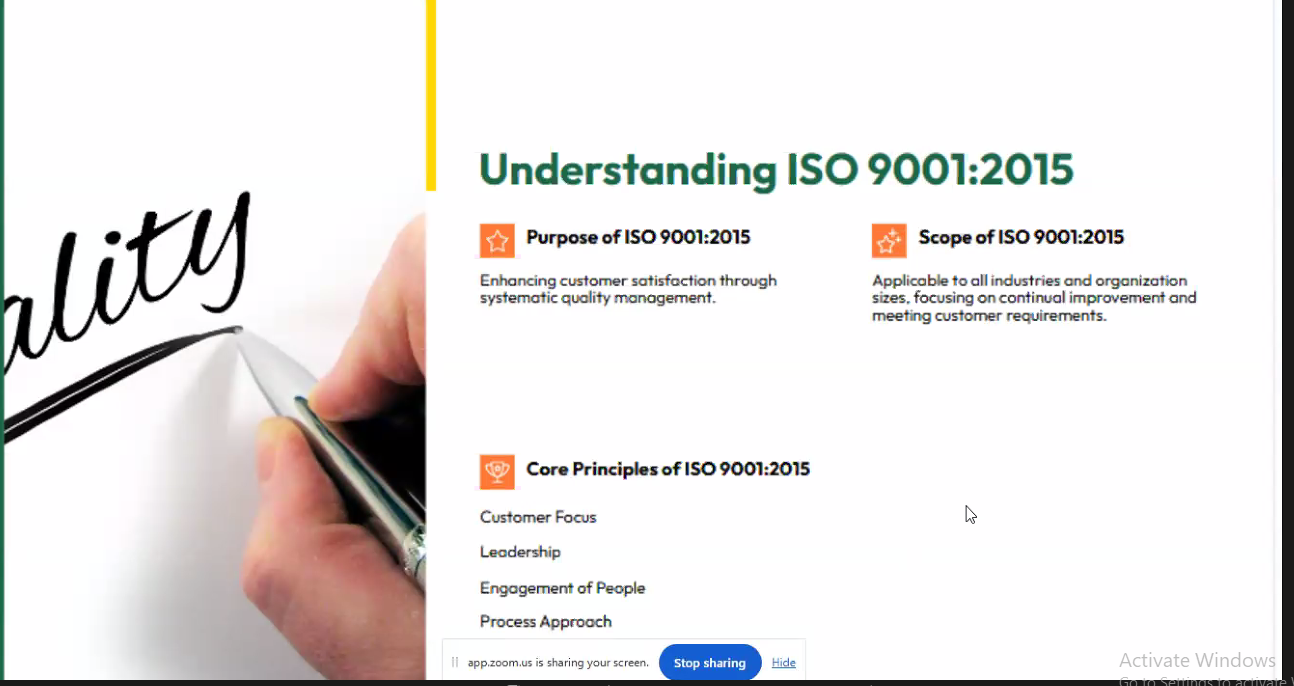 ality
Understanding ISO 9001:2015
Purpose of ISO 9001:2015
Enhancing customer satisfaction through
systematic quality management.
Scope of ISO 9001:2015
Applicable to all industries and organization
sizes, focusing on continual improvement and
meeting customer requirements.
Core Principles of ISO 9001:2015
Customer Focus
Leadership
Engagement of People
Process Approach
app.zoom.us is sharing your screen.
Stop sharing
Hide
Activate Windows
Go to Settings to activate W